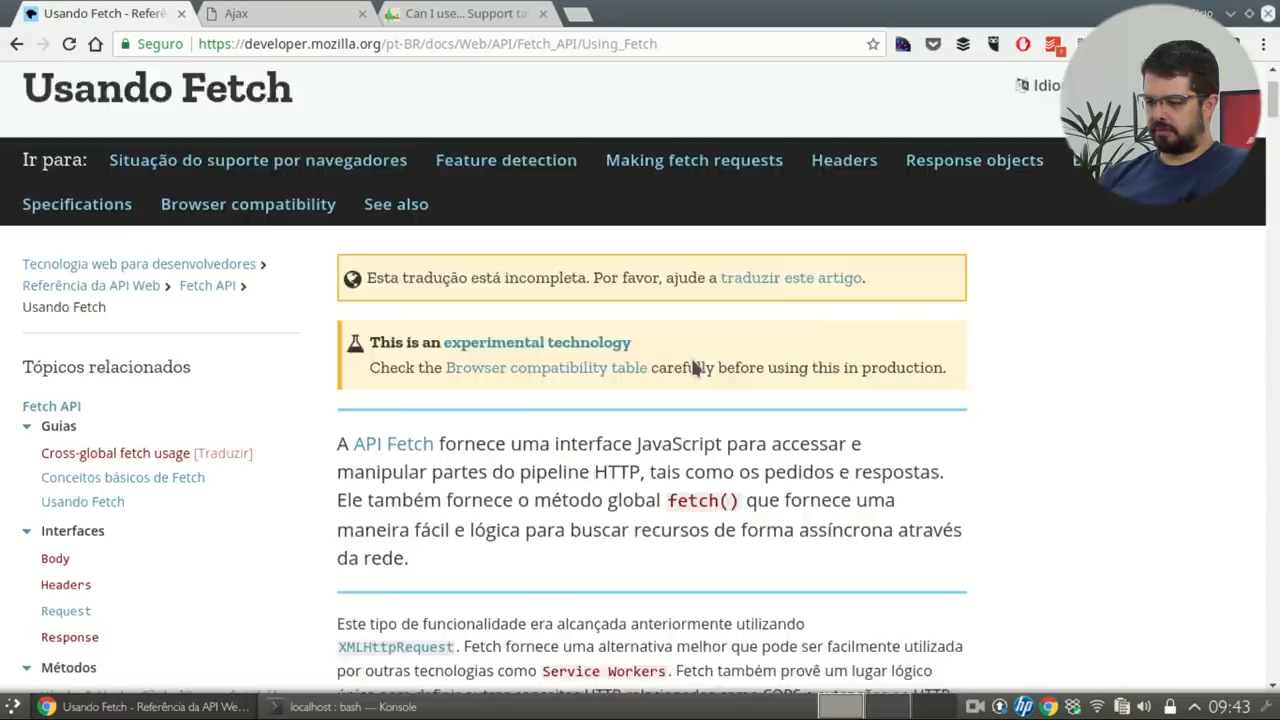 Usando Fetch - Referê
Ajax
Can I use... Support ta
Seguro
https://developer.mozilla.org/pt-BR/docs/Web/API/Fetch_API/Using_Fetch
Usando Fetch
Idio
Ir para: Situação do suporte por navegadores Feature detection Making fetch requests Headers Response objects
Specifications Browser compatibility See also
Tecnologia web para desenvolvedores
Referência da API Web Fetch API
Usando Fetch
Tópicos relacionados
Fetch API
Guias
Cross-global fetch usage [Traduzir]
Conceitos básicos de Fetch
Usando Fetch
Interfaces
Body
Headers
Request
Response
Métodos
Esta tradução está incompleta. Por favor, ajude a traduzir este artigo.
This is an experimental technology
Check the Browser compatibility table carefully before using this in production.
A API Fetch fornece uma interface JavaScript para accessar e
manipular partes do pipeline HTTP, tais como os pedidos e respostas.
Ele também fornece o método global fetch() que fornece uma
maneira fácil e lógica para buscar recursos de forma assíncrona através
da rede.
Este tipo de funcionalidade era alcançada anteriormente utilizando
XMLHttpRequest. Fetch fornece uma alternativa melhor que pode ser facilmente utilizada
por outras tecnologias como Service Workers. Fetch também provê um lugar lógico
Usando Fetch - Referência da API We...
localhost : bash — Konsole
hp
09:43